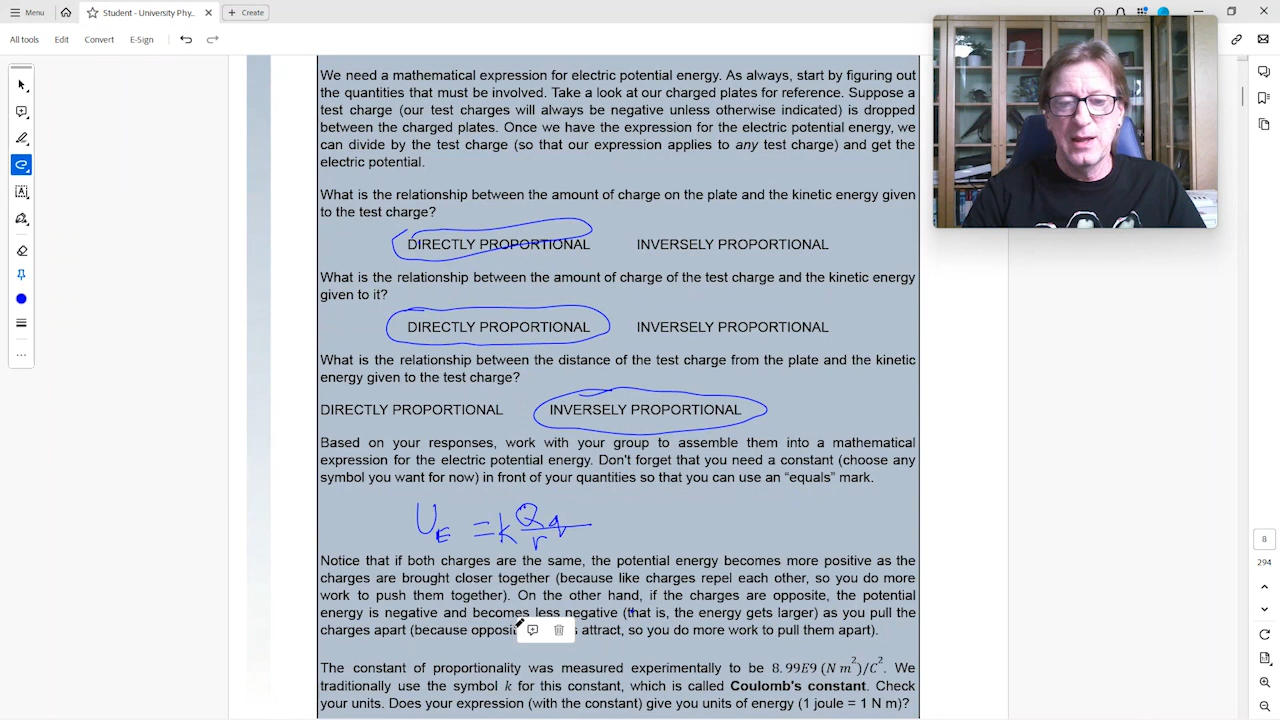 Menu
Student - University Phy...
Create
All tools
Edit
Convert
E-Sign
We need a mathematical expression for electric potential energy. As always, start by figuring out
the quantities that must be involved. Take a look at our charged plates for reference. Suppose a
test charge (our test charges will always be negative unless otherwise indicated) is dropped
between the charged plates. Once we have the expression for the electric potential energy, we
can divide by the test charge (so that our expression applies to any test charge) and get the
electric potential.
What is the relationship between the amount of charge on the plate and the kinetic energy given
to the test charge?
DIRECTLY PROPORTIONAL INVERSELY PROPORTIONAL
What is the relationship between the amount of charge of the test charge and the kinetic energy
given to it?
DIRECTLY PROPORTIONAL INVERSELY PROPORTIONAL
What is the relationship between the distance of the test charge from the plate and the kinetic
energy given to the test charge?
DIRECTLY PROPORTIONAL INVERSELY PROPORTIONAL
Based on your responses, work with your group to assemble them into a mathematical
expression for the electric potential energy. Don't forget that you need a constant (choose any
symbol you want for now) in front of your quantities so that you can use an “equals” mark.
U_E = k Qq/r
Notice that if both charges are the same, the potential energy becomes more positive as the
charges are brought closer together (because like charges repel each other, so you do more
work to push them together). On the other hand, if the charges are opposite, the potential
energy is negative and becomes less negative (that is, the energy gets larger) as you pull the
charges apart (because attract, so you do more work to pull them apart).
The constant of proportionality was measured experimentally to be 8.99E9 (N m²)/C². We
traditionally use the symbol k for this constant, which is called Coulomb's constant. Check
your units. Does your expression (with the constant) give you units of energy (1 joule = 1 N m)?
8
294